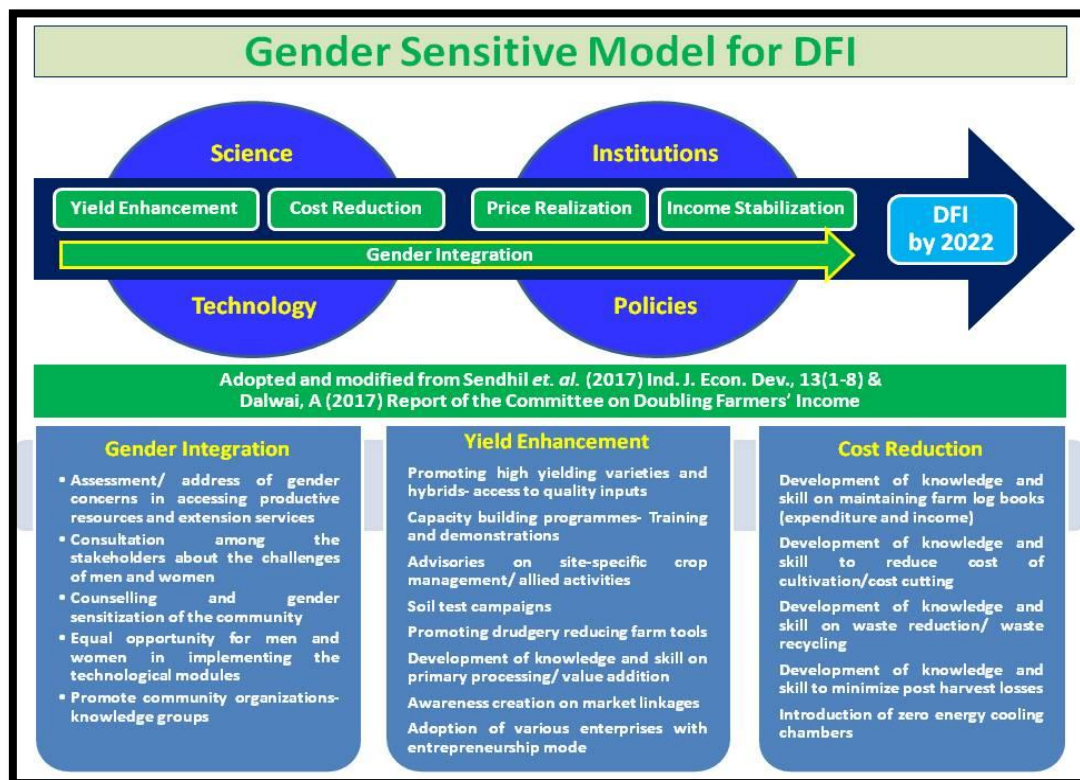 Gender Sensitive Model for DFI
Science
Institutions
Yield Enhancement
Cost Reduction
Price Realization
Income Stabilization
DFI
by 2022
Gender Integration
Technology
Policies
Adopted and modified from Sendhil et. al. (2017) Ind. J. Econ. Dev., 13(1-8) &
Dalwai, A (2017) Report of the Committee on Doubling Farmers' Income
Gender Integration
▪ Assessment/ address of gender
concerns in accessing productive
resources and extension services
▪ Consultation among the
stakeholders about the challenges
of men and women
▪ Counselling and gender
sensitization of the community
▪ Equal opportunity for men and
women in implementing the
technological modules
▪ Promote community organizations-
knowledge groups
Yield Enhancement
Promoting high yielding varieties and
hybrids- access to quality inputs
Capacity building programmes- Training
and demonstrations
Advisories on site-specific crop
management/ allied activities
Soil test campaigns
Promoting drudgery reducing farm tools
Development of knowledge and skill on
primary processing/ value addition
Awareness creation on market linkages
Adoption of various enterprises with
entrepreneurship mode
Cost Reduction
Development of knowledge and
skill on maintaining farm log books
(expenditure and income)
Development of knowledge and
skill to reduce cost of
cultivation/cost cutting
Development of knowledge and
skill on waste reduction/ waste
recycling
Development of knowledge and
skill to minimize post harvest losses
Introduction of zero energy cooling
chambers